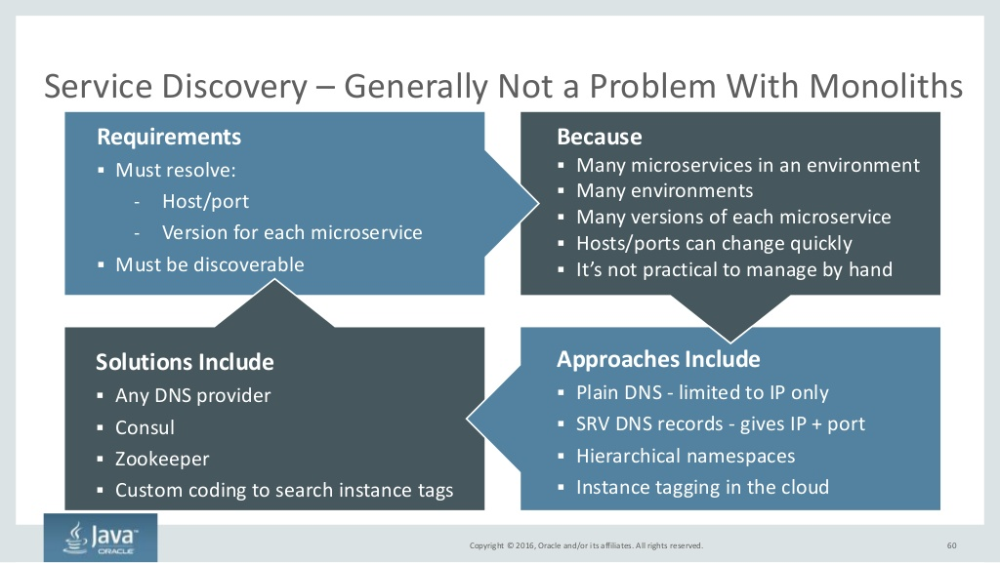 Service Discovery – Generally Not a Problem With Monoliths
Requirements
▪ Must resolve:
- Host/port
- Version for each microservice
▪ Must be discoverable
Because
▪ Many microservices in an environment
▪ Many environments
▪ Many versions of each microservice
▪ Hosts/ports can change quickly
▪ It’s not practical to manage by hand
Solutions Include
▪ Any DNS provider
▪ Consul
▪ Zookeeper
▪ Custom coding to search instance tags
Approaches Include
▪ Plain DNS - limited to IP only
▪ SRV DNS records - gives IP + port
▪ Hierarchical namespaces
▪ Instance tagging in the cloud
Java™
ORACLE
Copyright © 2016, Oracle and/or its affiliates. All rights reserved.
60